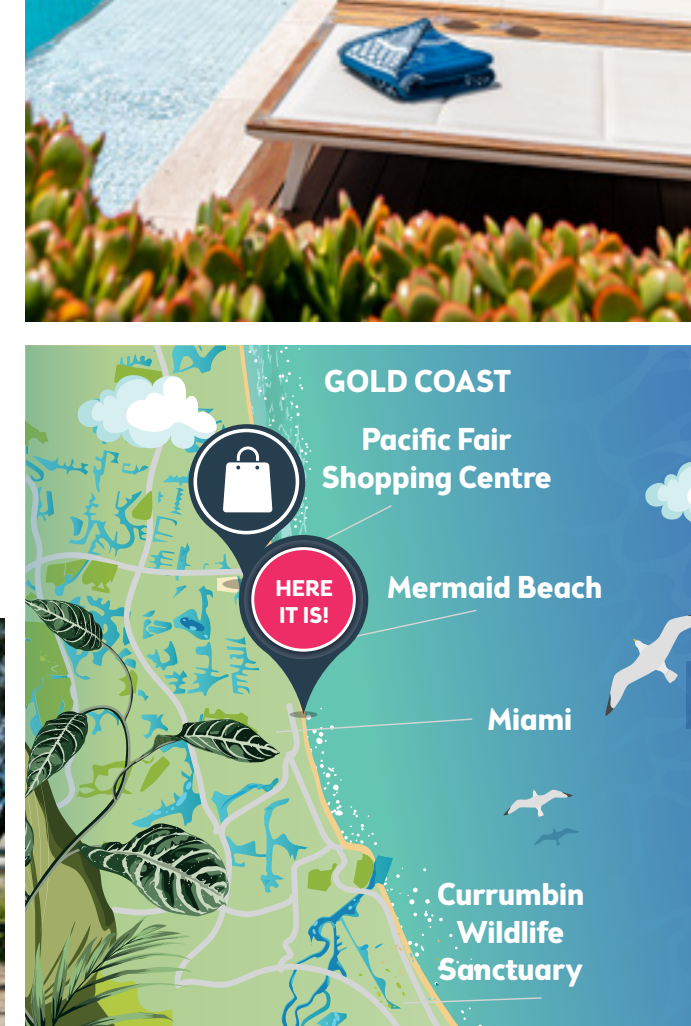 GOLD COAST
Pacific Fair
Shopping Centre
HERE
IT IS!
Mermaid Beach
Miami
Currumbin
Wildlife
Sanctuary